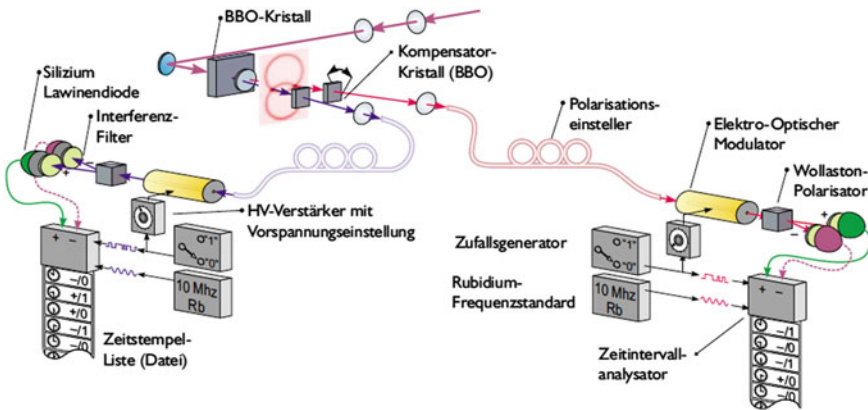 BBO-Kristall
Kompensator-
Kristall (BBO)
Silizium
Lawinendiode
Interferenz-
Filter
Polarisations-
einsteller
Elektro-Optischer
Modulator
Wollaston-
Polarisator
– +
HV-Verstärker mit
Vorspannungseinstellung
+ –
"1"
"0"
10 Mhz
Rb
–/0
+/1
+/0
–/1
–/0
Zeitstempel-
Liste (Datei)
Zufallsgenerator
"1"
"0"
Rubidium-
Frequenzstandard
10 Mhz
Rb
+
–
+ –
–/1
–/0
–/1
+/0
–/0
Zeitintervall-
analysator